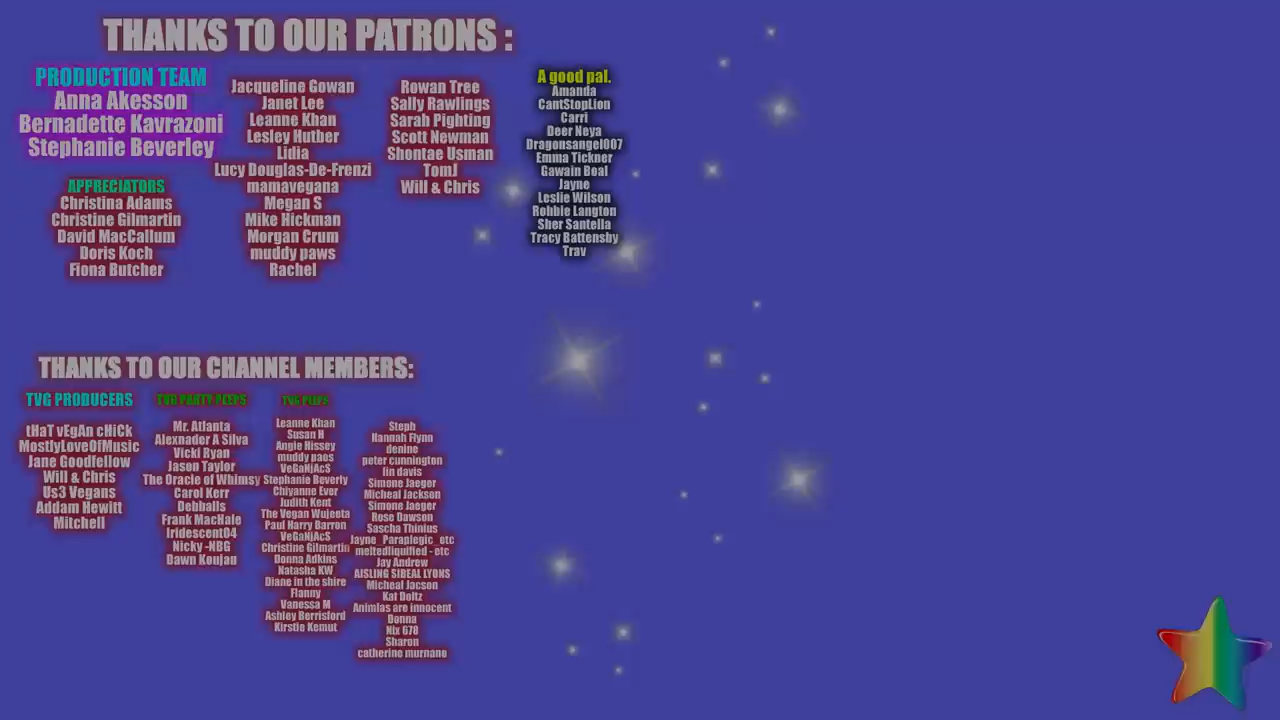 THANKS TO OUR PATRONS :
PRODUCTION TEAM
Anna Akesson
Bernadette Kavrazoni
Stephanie Beverley
APPRECIATORS
Christina Adams
Christine Gilmartin
David MacCallum
Doris Koch
Fiona Butcher
Jacqueline Gowan
Janet Lee
Leanne Khan
Lesley Huther
Lidia
Lucy Douglas-De-Frenzi
mamavegana
Megan S
Mike Hickman
Morgan Crum
muddy paws
Rachel
Rowan Tree
Sally Rawlings
Sarah Pighting
Scott Newman
Shontae Usman
TomJ
Will & Chris
A good pal.
Amanda
CantStopLion
Carri
Deer Neya
Dragonsangel007
Emma Tickner
Gawain Boal
Jayne
Leslie Wilson
Robbie Langton
Sher Santella
Tracy Battensby
Trav
THANKS TO OUR CHANNEL MEMBERS:
TVG PRODUCERS
tHaT vEgAn cHiCk
MostlyLoveOfMusic
Jane Goodfellow
Will & Chris
Us3 Vegans
Addam Hewitt
Mitchell
TVG PARTY PEEPS
Mr. Atlanta
Alexnader A Silva
Vicki Ryan
Jason Taylor
The Oracle of Whimsy
Carol Kerr
Debballs
Frank MacHale
Iridescent04
Nicky -NBG
Dawn Koujan
TVG PEEPS
Leanne Khan
Susan H
Angie Hissey
muddy paos
VeGaNjAcS
Stephanie Beverly
Chiyanne Ever
Judith Kent
The Vegan Wujeeta
Paul Harry Barron
VeGaNjAcS
Christine Gilmartin
Donna Adkins
Natasha KW
Diane in the shire
Flanny
Vanessa M
Ashley Berrisford
Kirstie Kemut
Steph
Hannah Flynn
denine
peter cunnington
lin davis
Simone Jaeger
Micheal Jackson
Simone Jaeger
Rose Dawson
Sascha Thinius
Jayne_Paraplegic_etc
meltedliquified - etc
Jay Andrew
AISLING SIBEAL LYONS
Micheal Jacson
Kat Doltz
Animlas are innocent
Donna
Nix 678
Sharon
catherine murnano